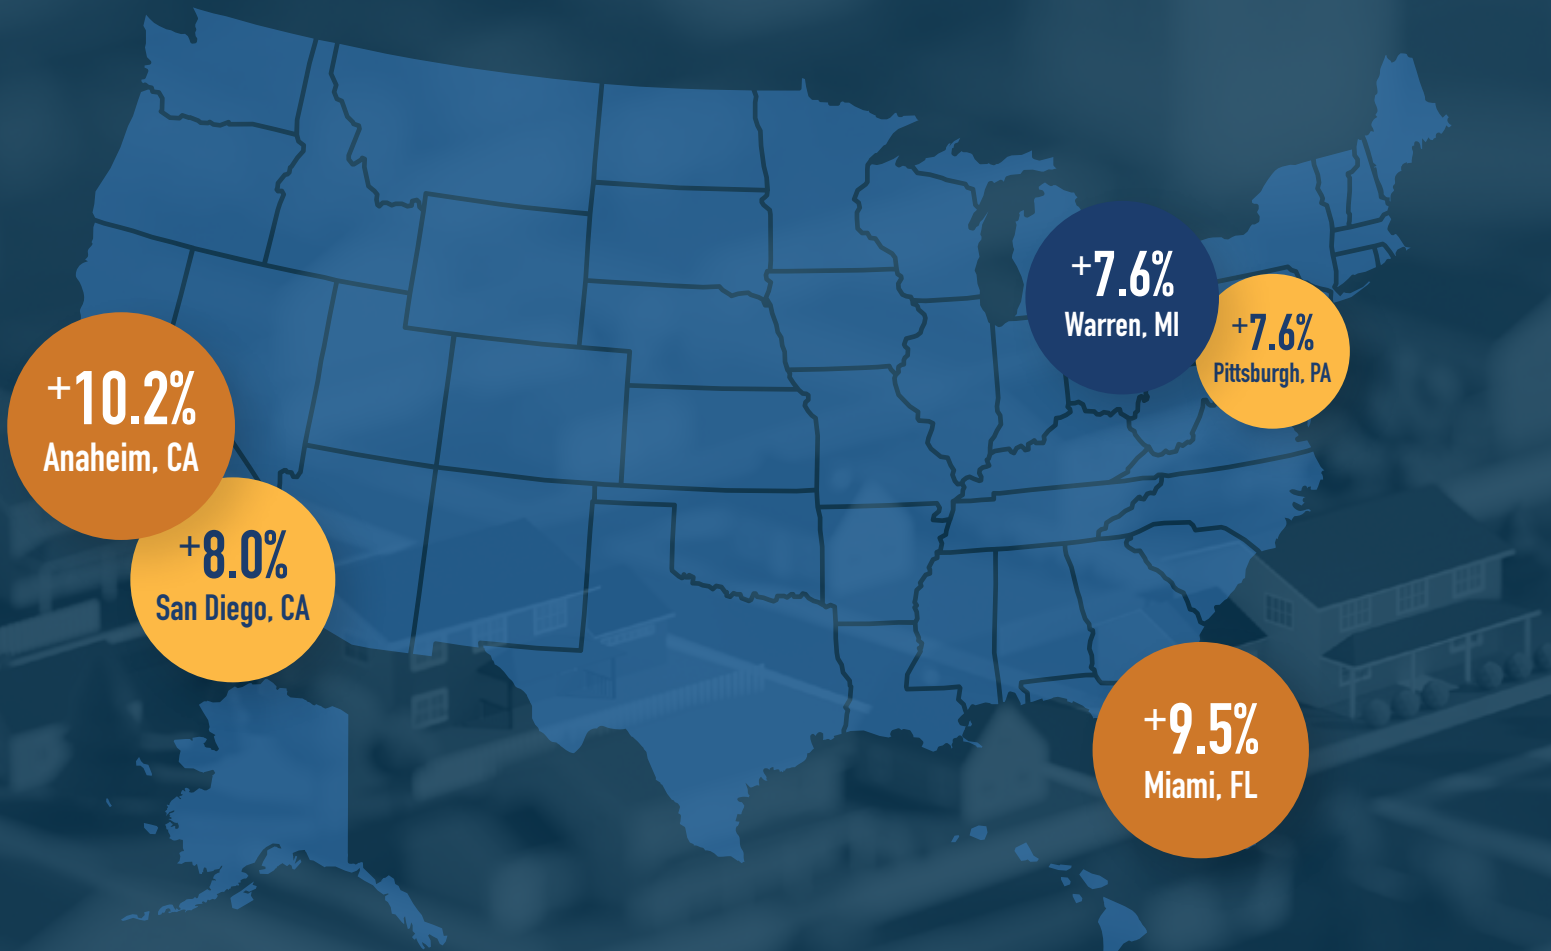 +7.6%
Warren, MI
+7.6%
Pittsburgh, PA
+10.2%
Anaheim, CA
+8.0%
San Diego, CA
+9.5%
Miami, FL